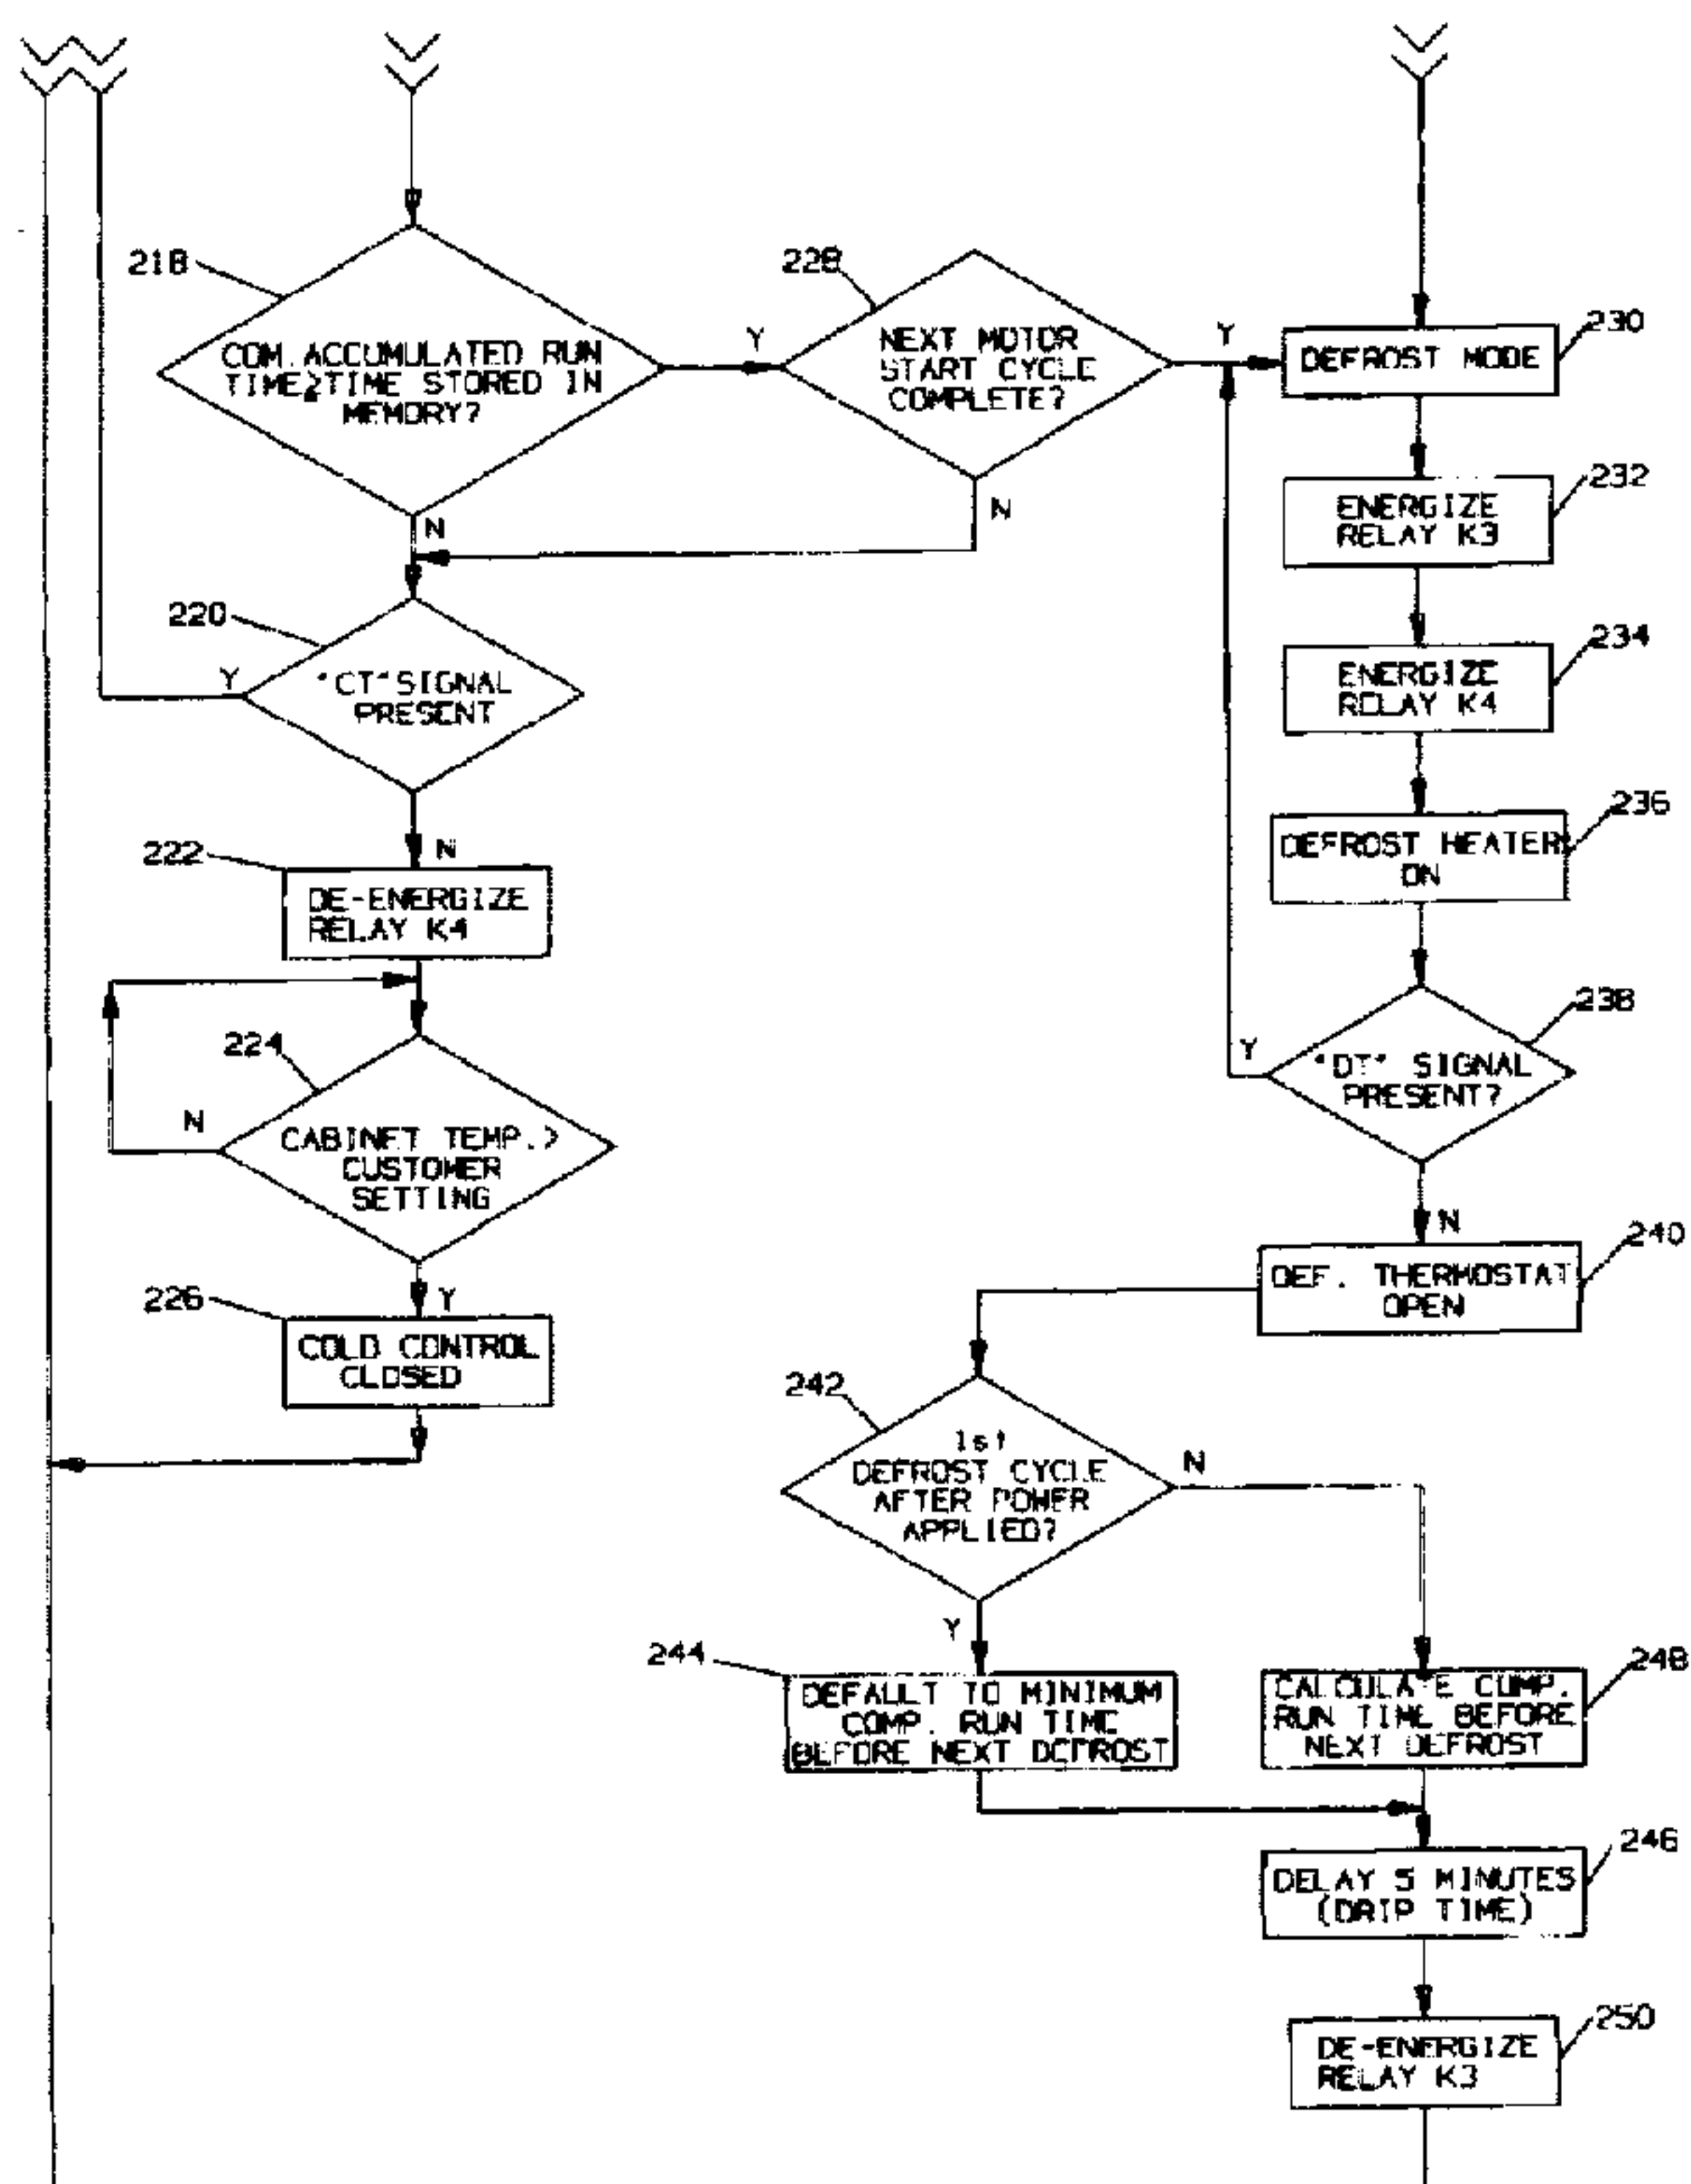 218
COM. ACCUMULATED RUN
TIME≥TIME STORED IN
MEMORY?
Y
N
228
NEXT MOTOR
START CYCLE
COMPLETE?
Y
N
230
DEFROST MODE
232
ENERGIZE
RELAY K3
234
ENERGIZE
RELAY K4
236
DEFROST HEATER
ON
238
"DT" SIGNAL
PRESENT?
Y
N
220
"CT" SIGNAL
PRESENT
Y
N
222
DE-ENERGIZE
RELAY K4
224
CABINET TEMP.>
CUSTOMER
SETTING
N
Y
226
COLD CONTROL
CLOSED
240
DEF. THERMOSTAT
OPEN
242
1st
DEFROST CYCLE
AFTER POWER
APPLIED?
N
Y
244
DEFAULT TO MINIMUM
COMP. RUN TIME
BEFORE NEXT DEFROST
248
CALCULATE COMP.
RUN TIME BEFORE
NEXT DEFROST
246
DELAY 5 MINUTES
(DRIP TIME)
250
DE-ENERGIZE
RELAY K3